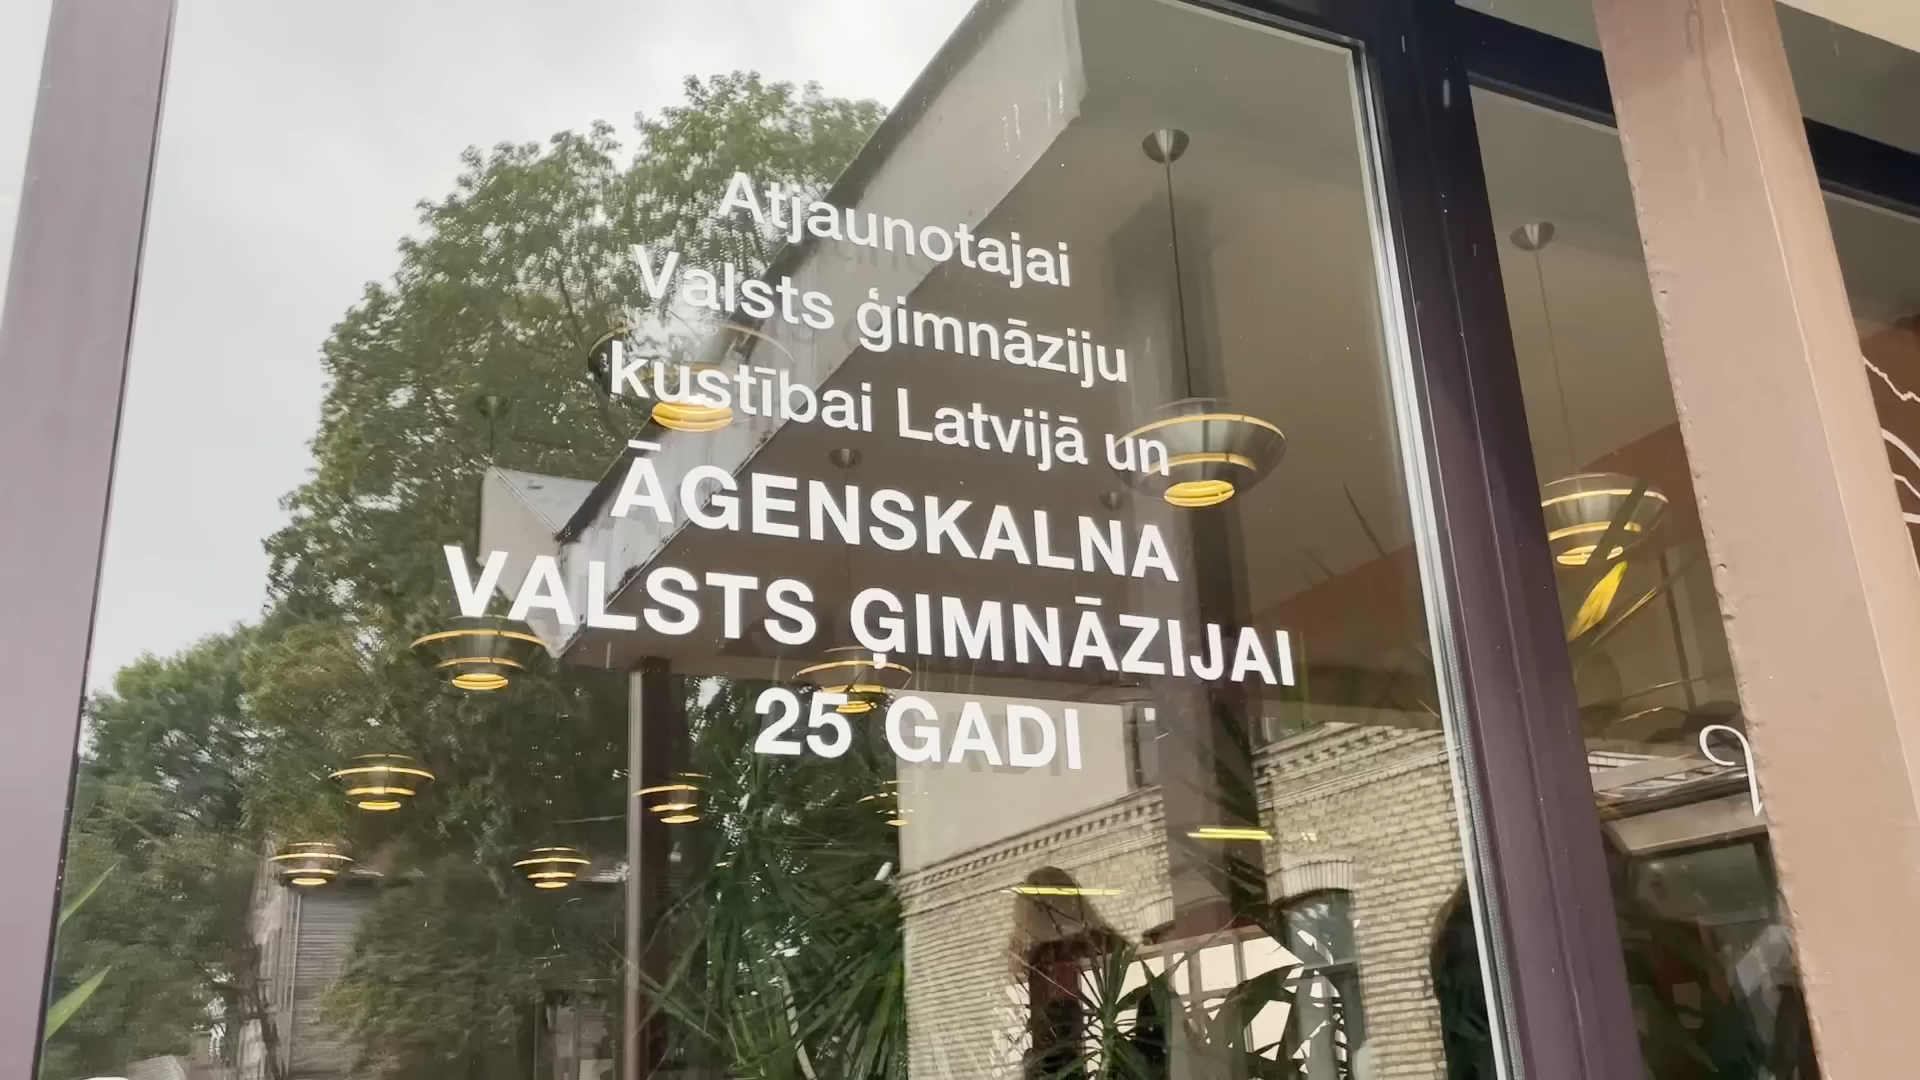 Atjaunotajai
Valsts ģimnāziju
kustībai Latvijā un
ĀGENSKALNA
VALSTS ĢIMNĀZIJAI
25 GADI